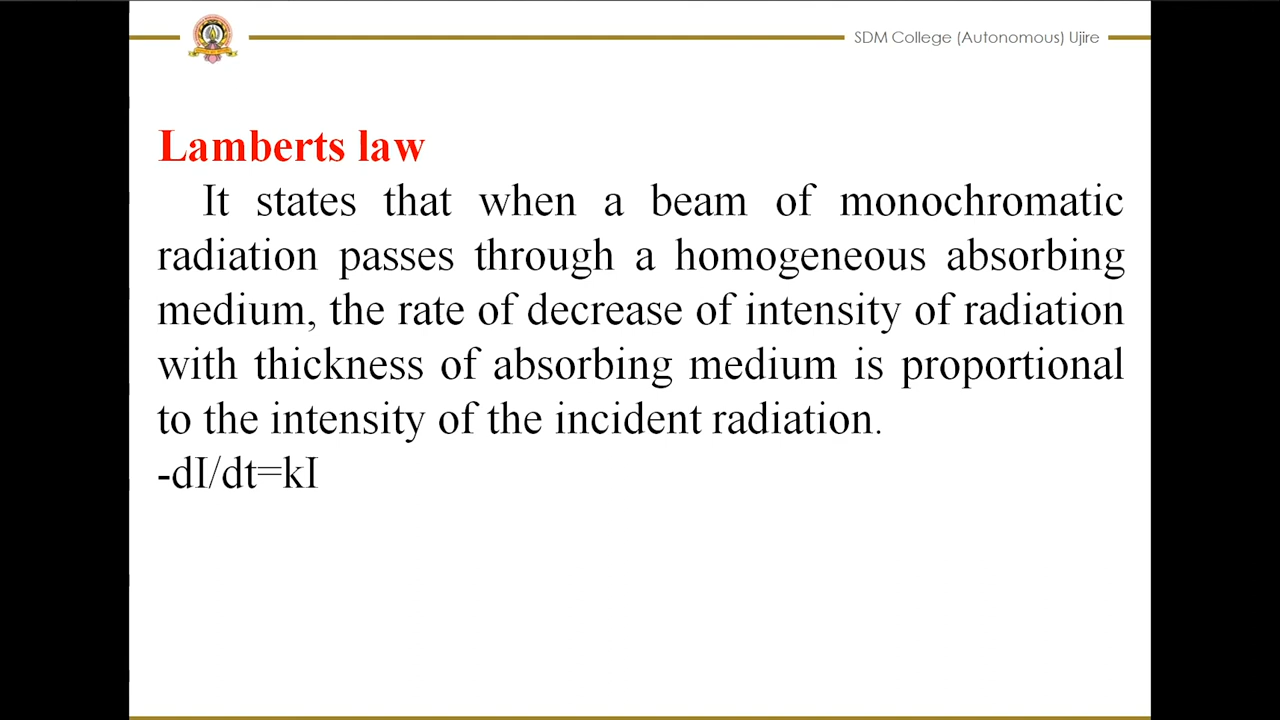 SDM College (Autonomous) Ujire
Lamberts law
It states that when a beam of monochromatic
radiation passes through a homogeneous absorbing
medium, the rate of decrease of intensity of radiation
with thickness of absorbing medium is proportional
to the intensity of the incident radiation.
-dI/dt=kI